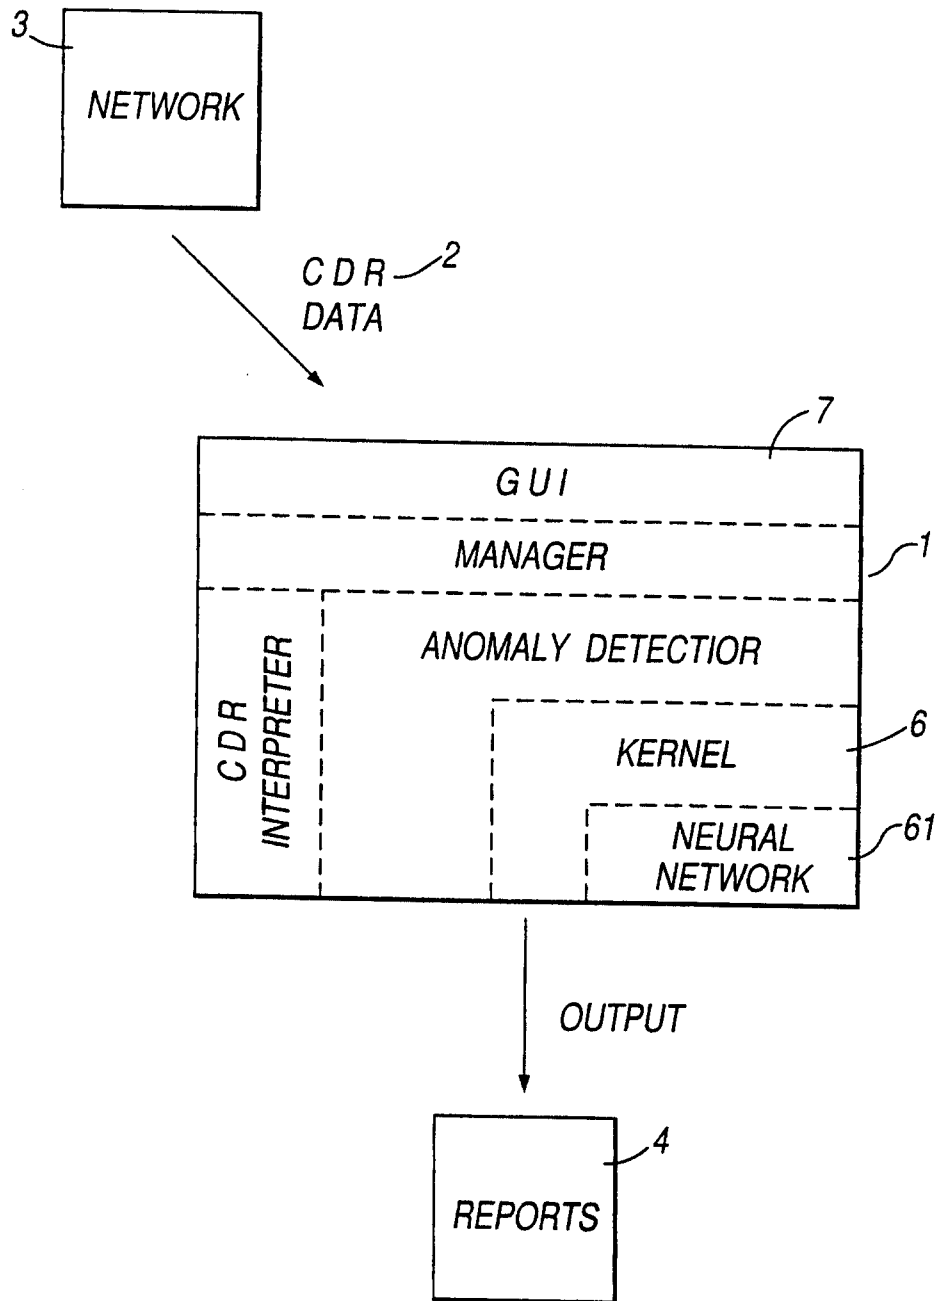 3
NETWORK
CDR 2
DATA
7
GUI
MANAGER
1
ANOMALY DETECTIOR
CDR
INTERPRETER
6
KERNEL
61
NEURAL
NETWORK
OUTPUT
4
REPORTS